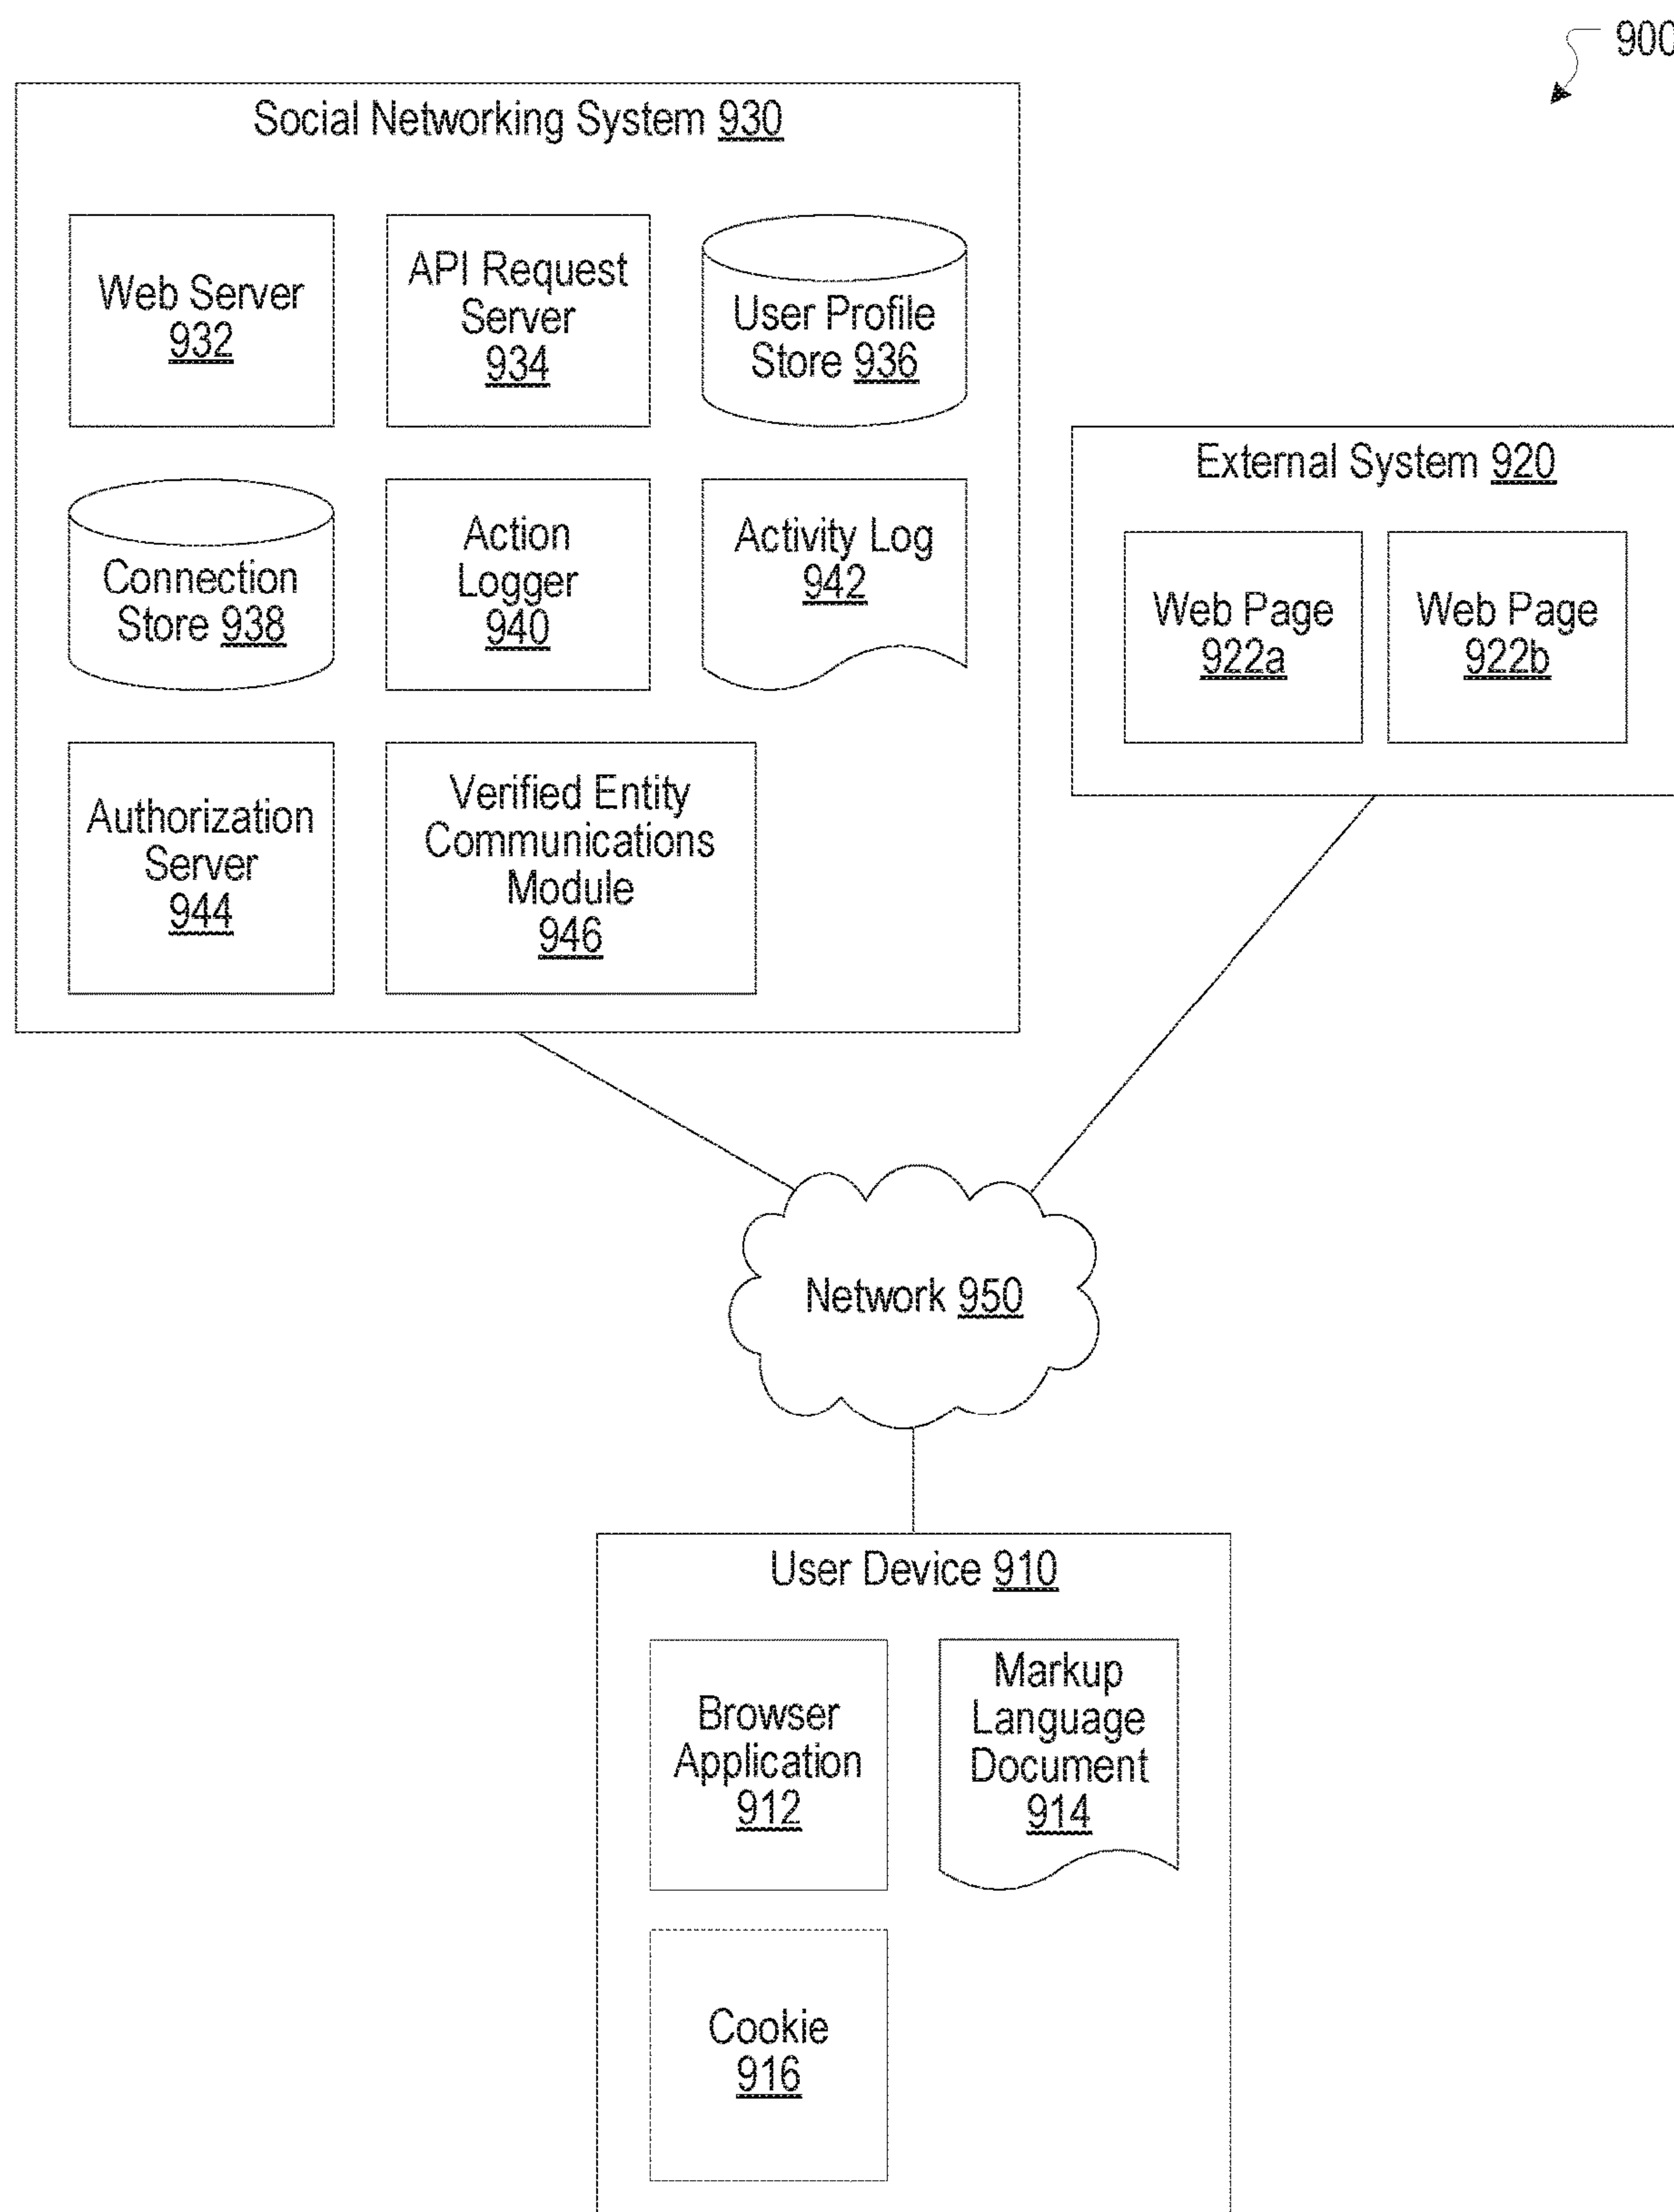 900
Social Networking System 930
Web Server
932
API Request
Server
934
User Profile
Store 936
Connection
Store 938
Action
Logger
940
Activity Log
942
Authorization
Server
944
Verified Entity
Communications
Module
946
External System 920
Web Page
922a
Web Page
922b
Network 950
User Device 910
Browser
Application
912
Markup
Language
Document
914
Cookie
916